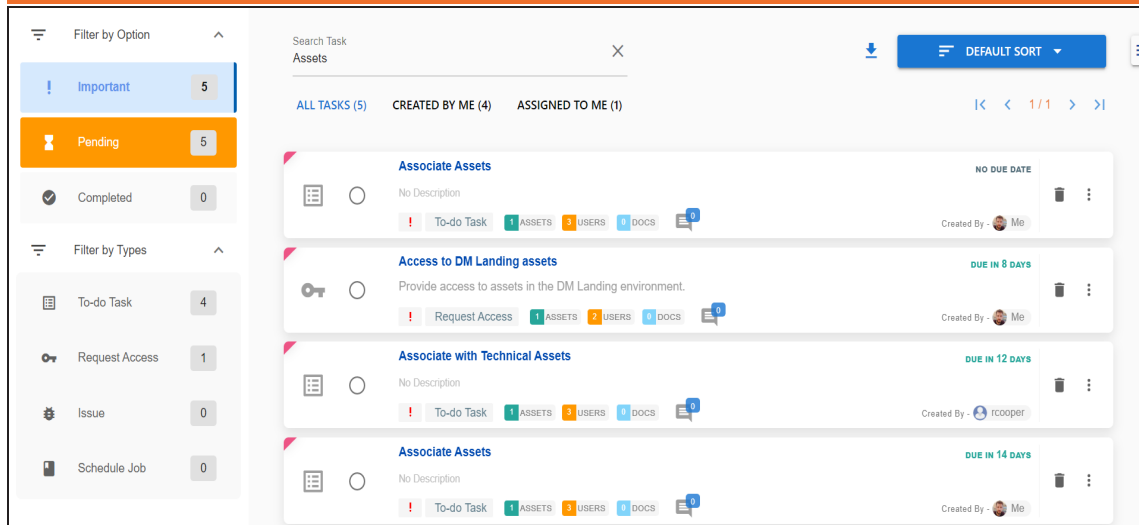 Filter by Option
Important 5
Pending 5
Completed 0
Filter by Types
To-do Task 4
Request Access 1
Issue 0
Schedule Job 0
Search Task
Assets
DEFAULT SORT
ALL TASKS (5) CREATED BY ME (4) ASSIGNED TO ME (1)
1 / 1
Associate Assets
NO DUE DATE
No Description
! To-do Task 1 ASSETS 3 USERS 0 DOCS 0
Created By - Me
Access to DM Landing assets
DUE IN 8 DAYS
Provide access to assets in the DM Landing environment.
! Request Access 1 ASSETS 2 USERS 0 DOCS 0
Created By - Me
Associate with Technical Assets
DUE IN 12 DAYS
No Description
! To-do Task 1 ASSETS 3 USERS 0 DOCS 0
Created By - rcooper
Associate Assets
DUE IN 14 DAYS
No Description
! To-do Task 1 ASSETS 3 USERS 0 DOCS 0
Created By - Me